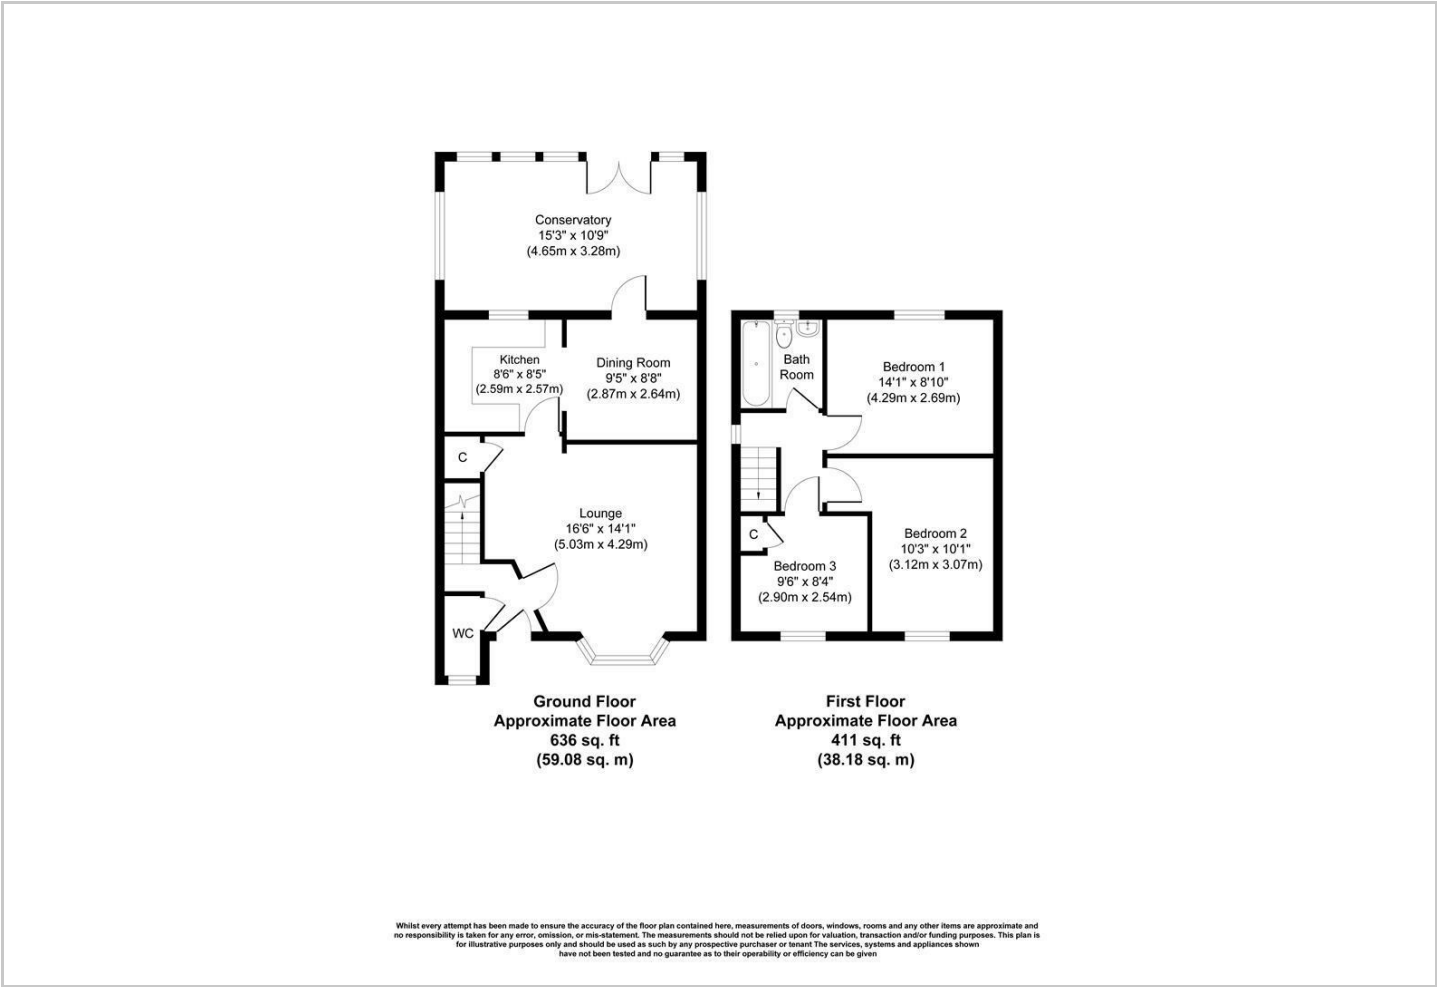 Conservatory
15'3" x 10'9"
(4.65m x 3.28m)
Kitchen
8'6" x 8'5"
(2.59m x 2.57m)
Dining Room
9'5" x 8'8"
(2.87m x 2.64m)
C
Lounge
16'6" x 14'1"
(5.03m x 4.29m)
WC
Ground Floor
Approximate Floor Area
636 sq. ft
(59.08 sq. m)
Bath
Room
Bedroom 1
14'1" x 8'10"
(4.29m x 2.69m)
C
Bedroom 2
10'3" x 10'1"
(3.12m x 3.07m)
Bedroom 3
9'6" x 8'4"
(2.90m x 2.54m)
First Floor
Approximate Floor Area
411 sq. ft
(38.18 sq. m)
Whilst every attempt has been made to ensure the accuracy of the floor plan contained here, measurements of doors, windows, rooms and any other items are approximate and
no responsibility is taken for any error, omission, or mis-statement. The measurements should not be relied upon for valuation, transaction and/or funding purposes. This plan is
for illustrative purposes only and should be used as such by any prospective purchaser or tenant The services, systems and appliances shown
have not been tested and no guarantee as to their operability or efficiency can be given